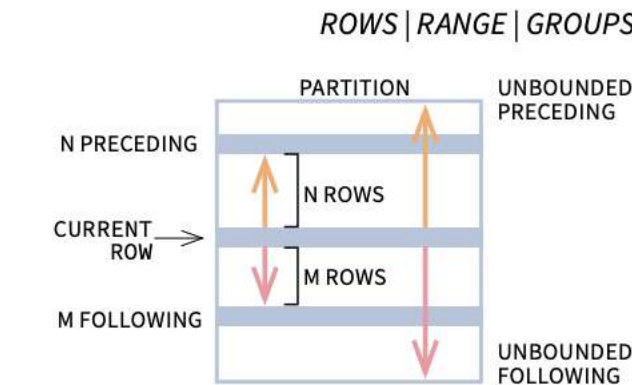 ROWS | RANGE | GROUPS
PARTITION
UNBOUNDED
PRECEDING
N PRECEDING
N ROWS
CURRENT
ROW
M ROWS
M FOLLOWING
UNBOUNDED
FOLLOWING